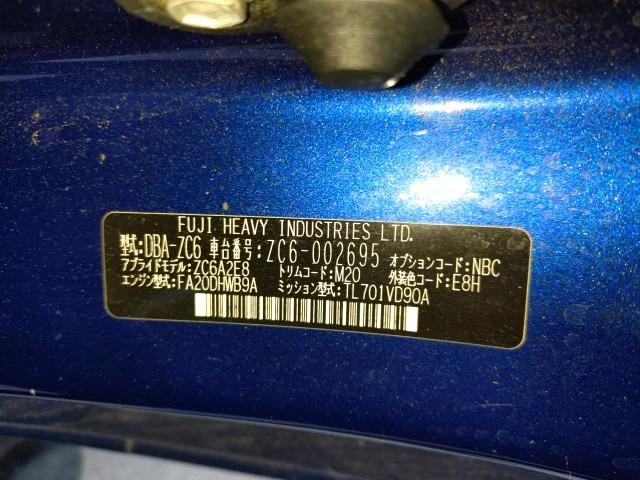 FUJI HEAVY INDUSTRIES LTD.
型式:DBA-ZC6 車台番号:ZC6-002695 オプションコード:NBC
アプライドモデル:ZC6A2E8 トリムコード:M20 外装色コード:E8H
エンジン型式:FA20DHWB9A ミッション型式:TL701VD90A